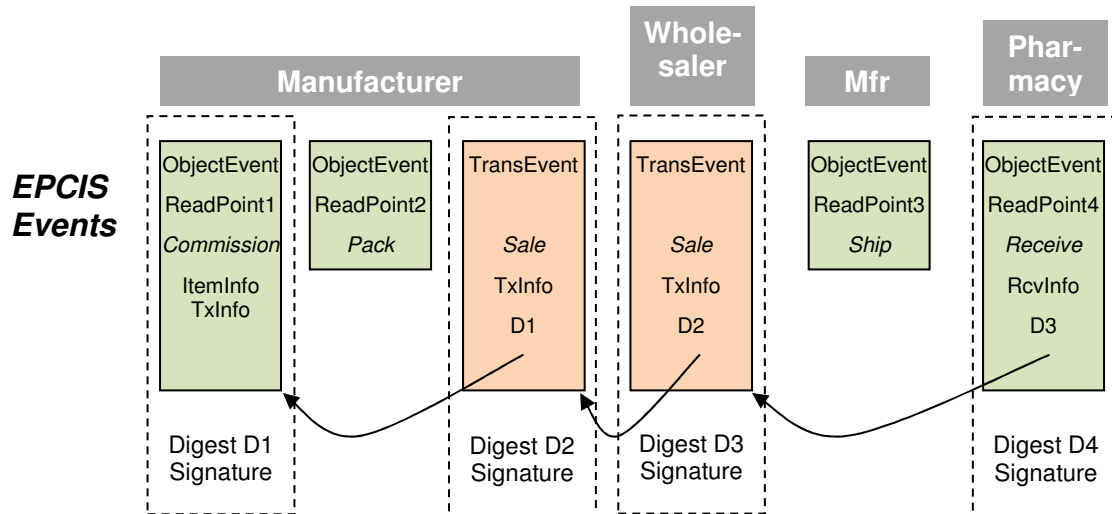 Whole-
saler
Phar-
macy
Manufacturer
Mfr
EPCIS
Events
ObjectEvent
ReadPoint1
Commission
ItemInfo
TxInfo
ObjectEvent
ReadPoint2
Pack
TransEvent
Sale
TxInfo
D1
TransEvent
Sale
TxInfo
D2
ObjectEvent
ReadPoint3
Ship
ObjectEvent
ReadPoint4
Receive
RcvInfo
D3
Digest D1
Signature
Digest D2
Signature
Digest D3
Signature
Digest D4
Signature